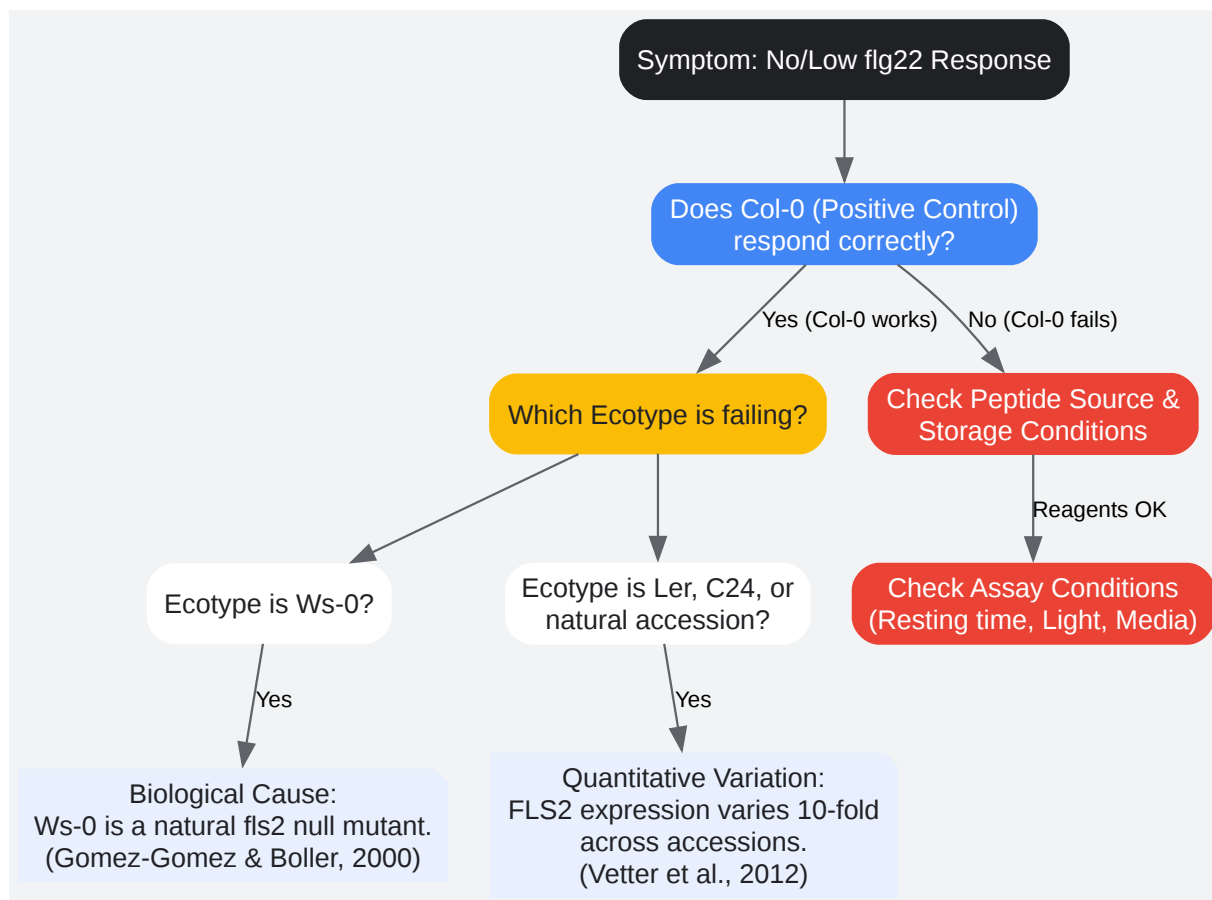 Symptom: No/Low flg22 Response
Does Col-0 (Positive Control)
respond correctly?
Yes (Col-0 works)
No (Col-0 fails)
Which Ecotype is failing?
Check Peptide Source &
Storage Conditions
Reagents OK
Ecotype is Ws-0?
Ecotype is Ler, C24, or
natural accession?
Check Assay Conditions
(Resting time, Light, Media)
Yes
Yes
Biological Cause:
Ws-0 is a natural fls2 null mutant.
(Gomez-Gomez & Boller, 2000)
Quantitative Variation:
FLS2 expression varies 10-fold
across accessions.
(Vetter et al., 2012)